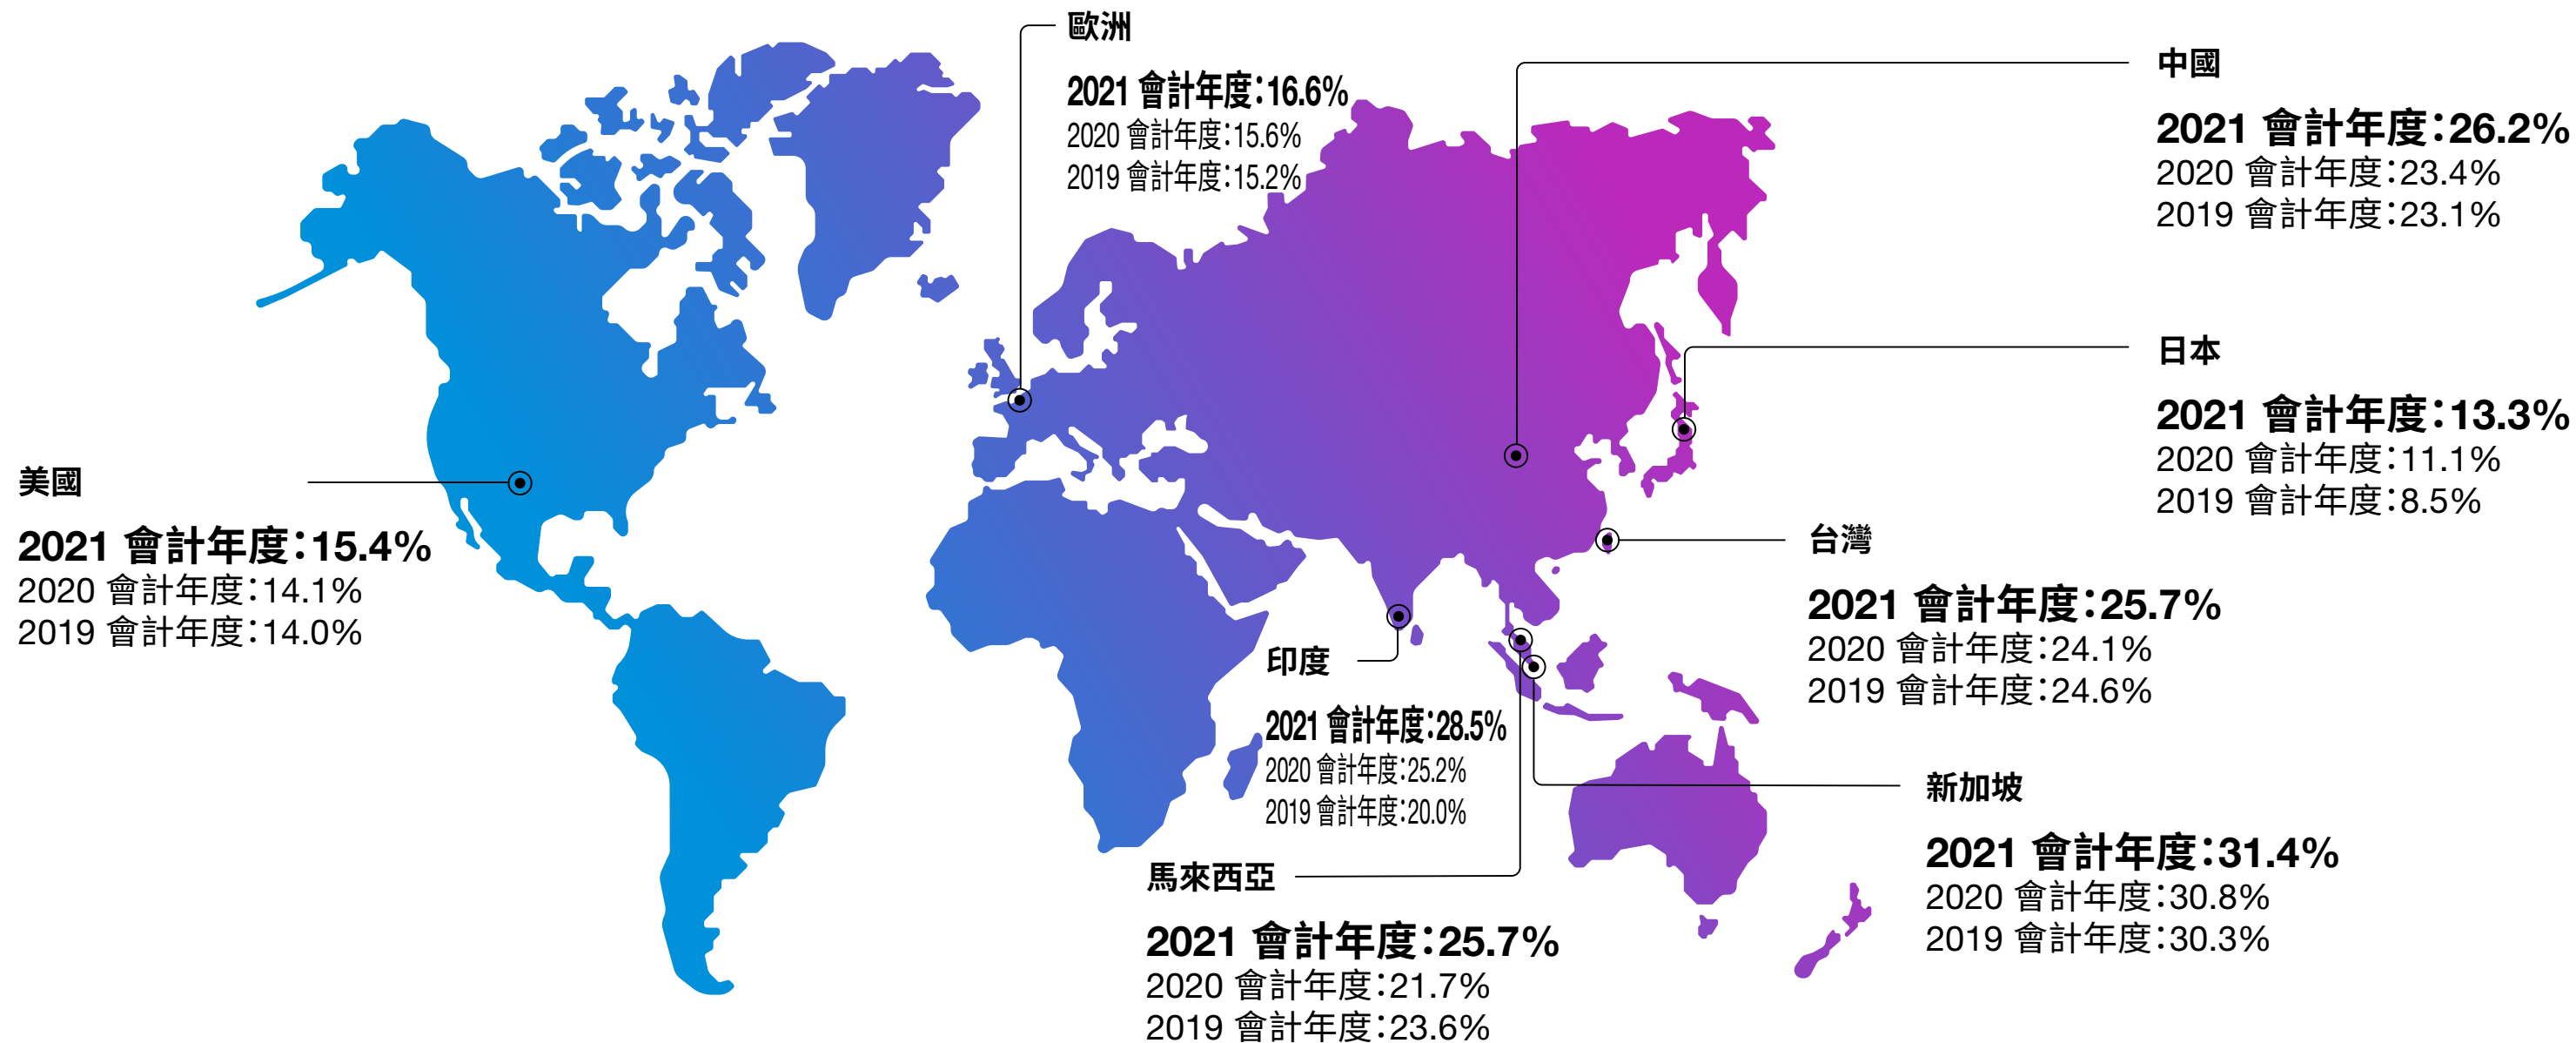 歐洲
2021 會計年度：16.6%
2020 會計年度：15.6%
2019 會計年度：15.2%
中國
2021 會計年度：26.2%
2020 會計年度：23.4%
2019 會計年度：23.1%
日本
2021 會計年度：13.3%
2020 會計年度：11.1%
2019 會計年度：8.5%
美國
2021 會計年度：15.4%
2020 會計年度：14.1%
2019 會計年度：14.0%
台灣
2021 會計年度：25.7%
2020 會計年度：24.1%
2019 會計年度：24.6%
印度
2021 會計年度：28.5%
2020 會計年度：25.2%
2019 會計年度：20.0%
新加坡
2021 會計年度：31.4%
2020 會計年度：30.8%
2019 會計年度：30.3%
馬來西亞
2021 會計年度：25.7%
2020 會計年度：21.7%
2019 會計年度：23.6%